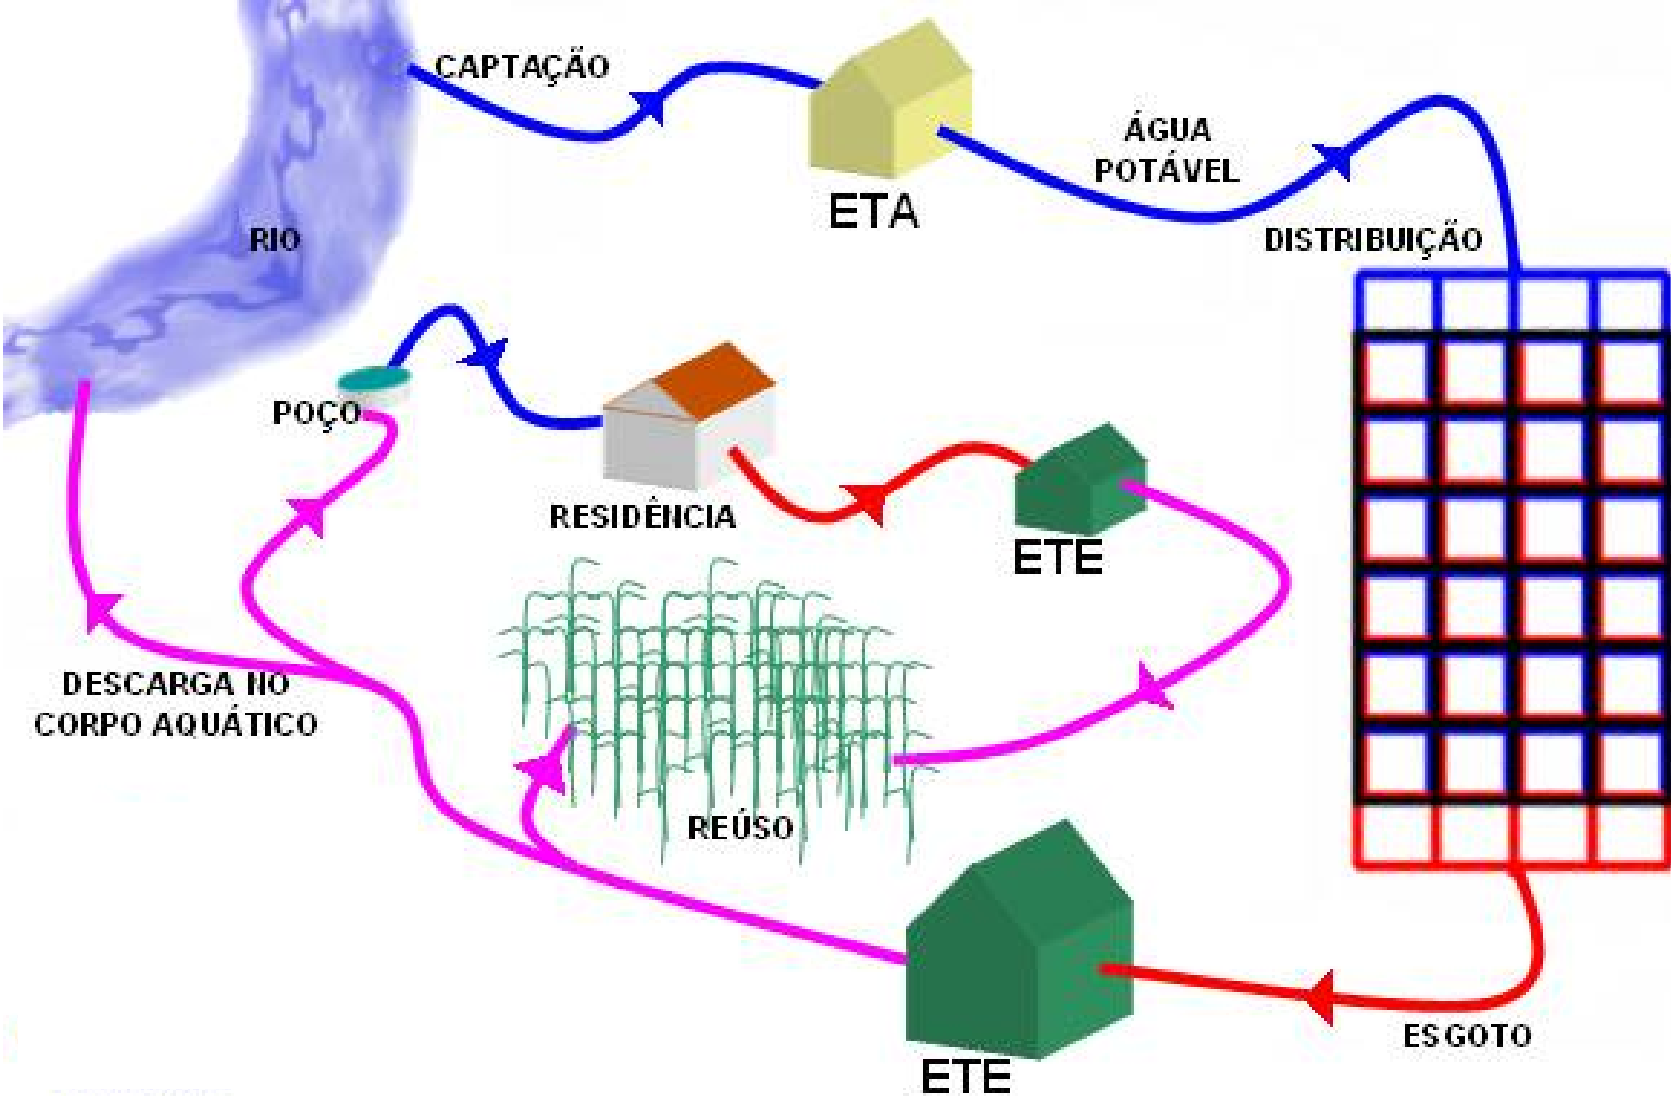 CAPTAÇÃO
ETA
ÁGUA
POTÁVEL
RIO
DISTRIBUIÇÃO
POÇO
RESIDÊNCIA
ETE
DESCARGA NO
CORPO AQUÁTICO
REÚSO
ESGOTO
ETE